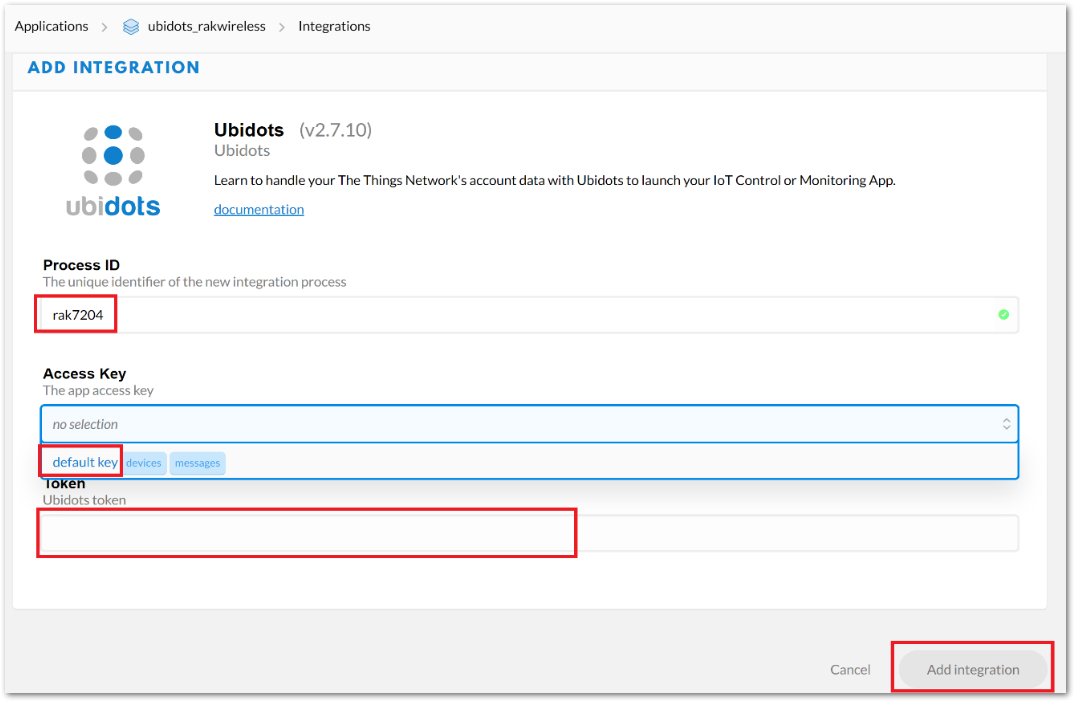 Applications > ubidots_rakwireless > Integrations
ADD INTEGRATION
Ubidots (v2.7.10)
Ubidots
Learn to handle your The Things Network's account data with Ubidots to launch your IoT Control or Monitoring App.
documentation
ubidots
Process ID
The unique identifier of the new integration process
rak7204
Access Key
The app access key
no selection
default key devices messages
Token
Ubidots token
Cancel Add integration